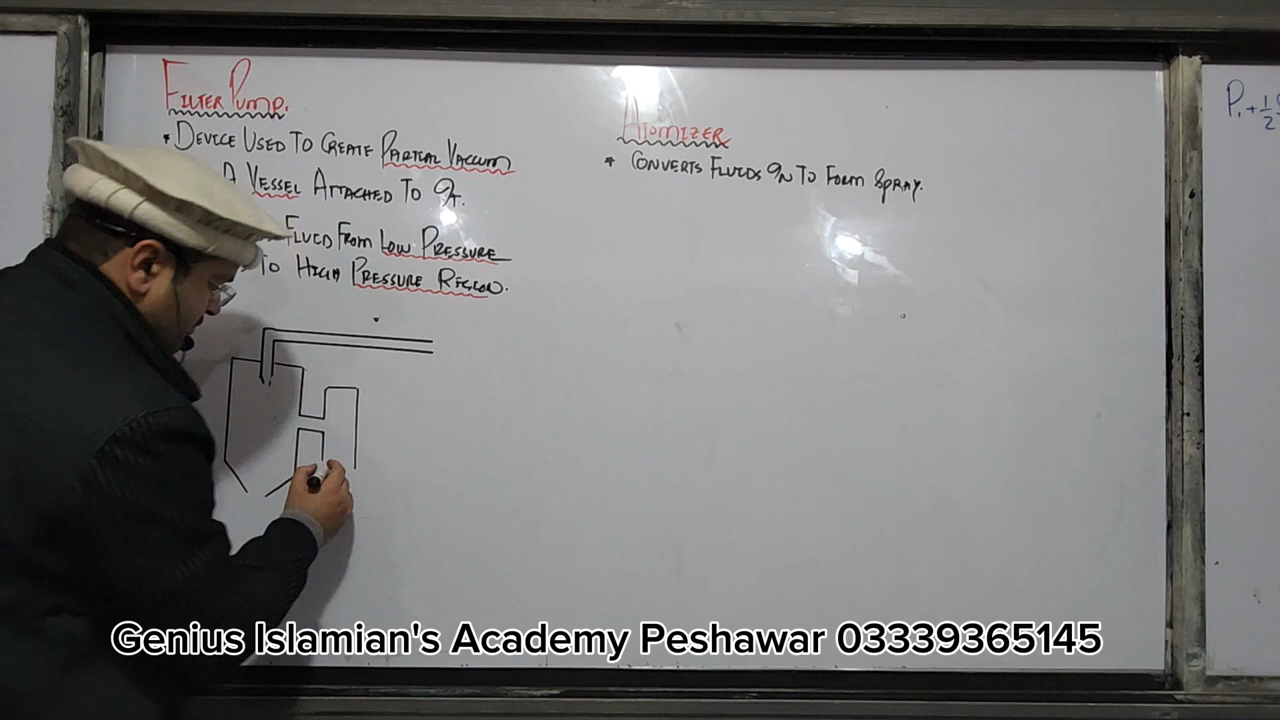 FILTER PUMP.
* DEVICE USED TO CREATE PARTIAL VACCUM
A VESSEL ATTACHED TO IT.
FLUID FROM LOW PRESSURE
TO HIGH PRESSURE REGION.
ATOMIZER
* CONVERTS FLUIDS IN TO FORM SPRAY.
P₁ + 1/2
Genius Islamian's Academy Peshawar 03339365145